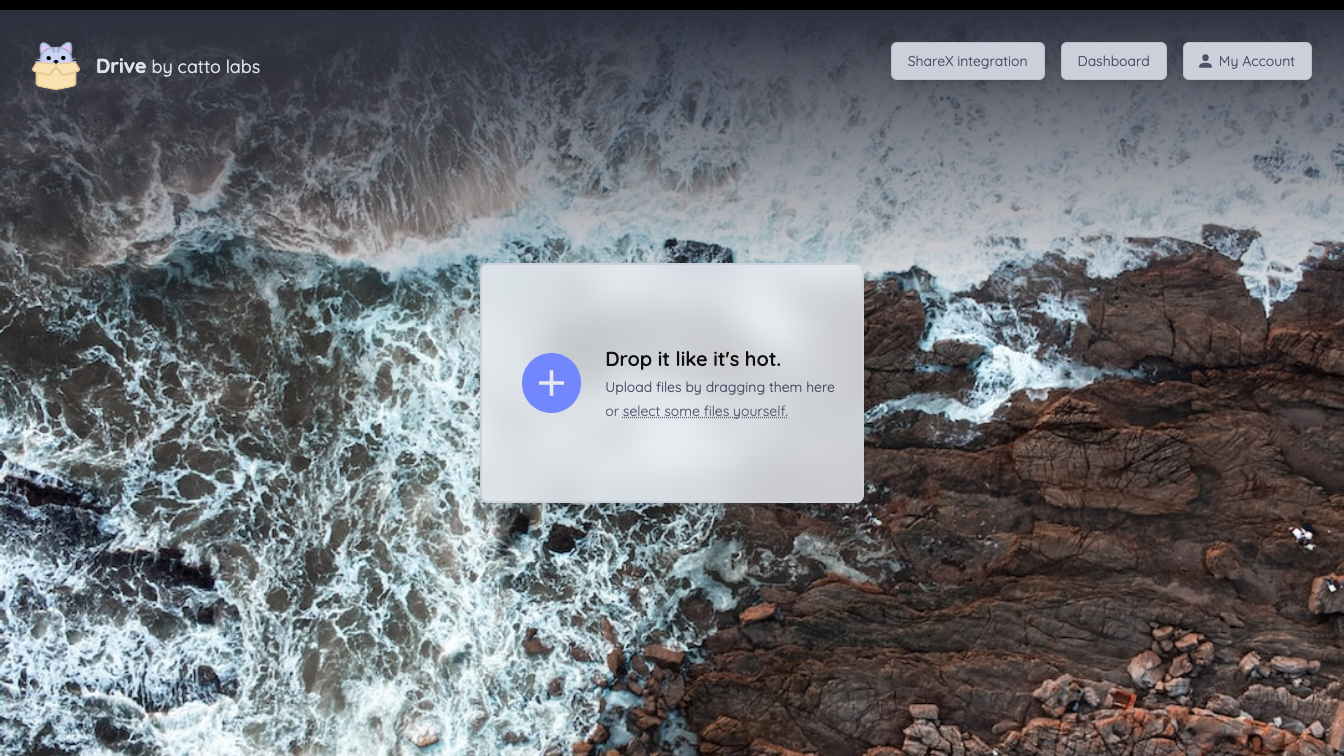 Drive by catto labs
ShareX integration
Dashboard
My Account
Drop it like it's hot.
Upload files by dragging them here
or select some files yourself.